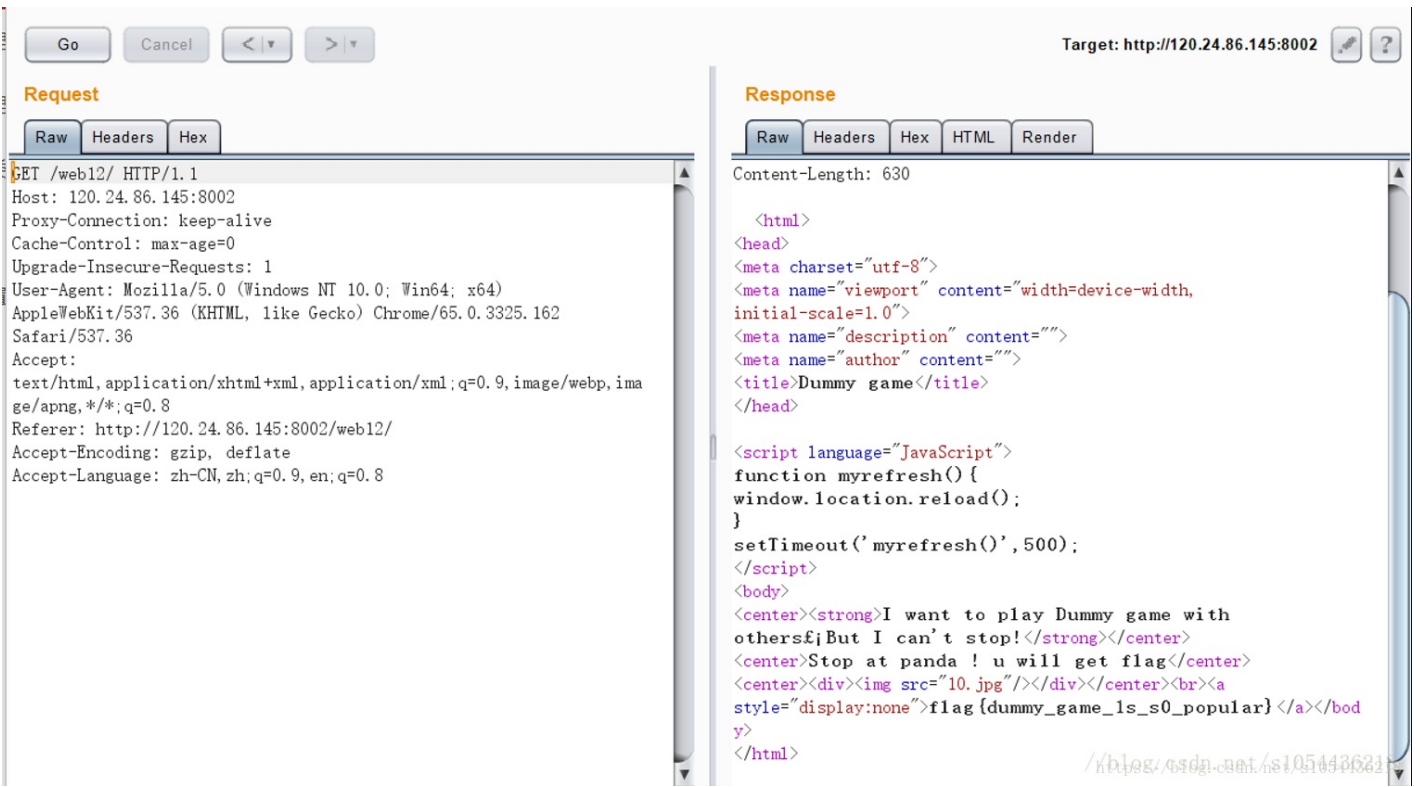 Go
Cancel
<
>
Target: http://120.24.86.145:8002
?
Request
Raw Headers Hex
GET /web12/ HTTP/1.1
Host: 120.24.86.145:8002
Proxy-Connection: keep-alive
Cache-Control: max-age=0
Upgrade-Insecure-Requests: 1
User-Agent: Mozilla/5.0 (Windows NT 10.0; Win64; x64)
AppleWebKit/537.36 (KHTML, like Gecko) Chrome/65.0.3325.162
Safari/537.36
Accept:
text/html,application/xhtml+xml,application/xml;q=0.9,image/webp,ima
ge/apng,*/*;q=0.8
Referer: http://120.24.86.145:8002/web12/
Accept-Encoding: gzip, deflate
Accept-Language: zh-CN,zh;q=0.9,en;q=0.8
Response
Raw Headers Hex HTML Render
Content-Length: 630
<html>
<head>
<meta charset="utf-8">
<meta name="viewport" content="width=device-width,
initial-scale=1.0">
<meta name="description" content="">
<meta name="author" content="">
<title>Dummy game</title>
</head>
<script language="JavaScript">
function myrefresh(){
window.location.reload();
}
setTimeout('myrefresh()',500);
</script>
<body>
<center><strong>I want to play Dummy game with
others£¡But I can't stop!</strong></center>
<center>Stop at panda ! u will get flag</center>
<center><div><img src="10.jpg"/></div></center><br><a
style="display:none">flag{dummy_game_1s_s0_popular}</a></bod
y>
</html>